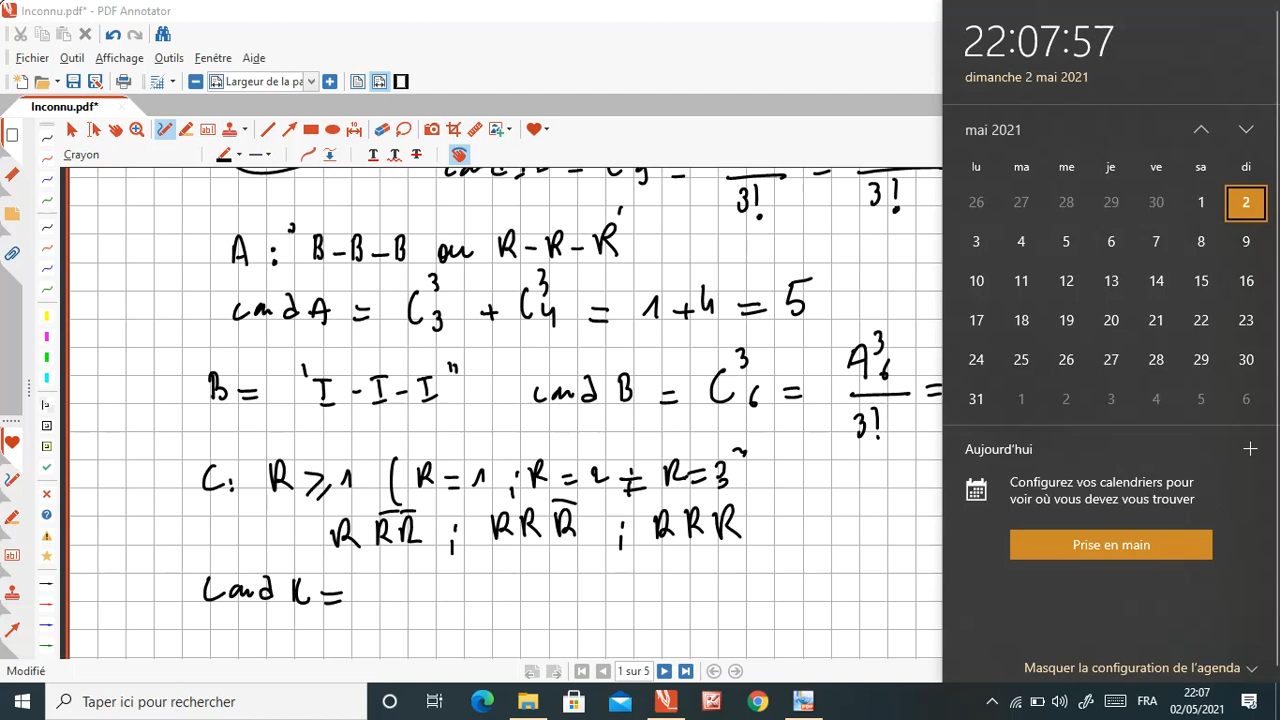 Inconnu.pdf* - PDF Annotator
Fichier Outil Affichage Outils Fenêtre Aide
Largeur de la pa
Inconnu.pdf*
Crayon
3! 3!
A : " B-B-B ou R-R-R'
card A = C³₃ + C³₄ = 1 + 4 = 5
B = "I-I-I" card B = C³₆ = A³₆ / 3! =
C: R ≥ 1 (R = 1 ; R = 2 ; R = 3"
R R̅ R̅ ; R R R̅ ; R R R
Card K =
Modifié
1 sur 5
22:07:57
dimanche 2 mai 2021
mai 2021
lu ma me je ve sa di
26 27 28 29 30 1 2
3 4 5 6 7 8 9
10 11 12 13 14 15 16
17 18 19 20 21 22 23
24 25 26 27 28 29 30
31 1 2 3 4 5 6
Aujourd'hui
Configurez vos calendriers pour
voir où vous devez vous trouver
Prise en main
Masquer la configuration de l'agenda
Taper ici pour rechercher
FRA
22:07
02/05/2021